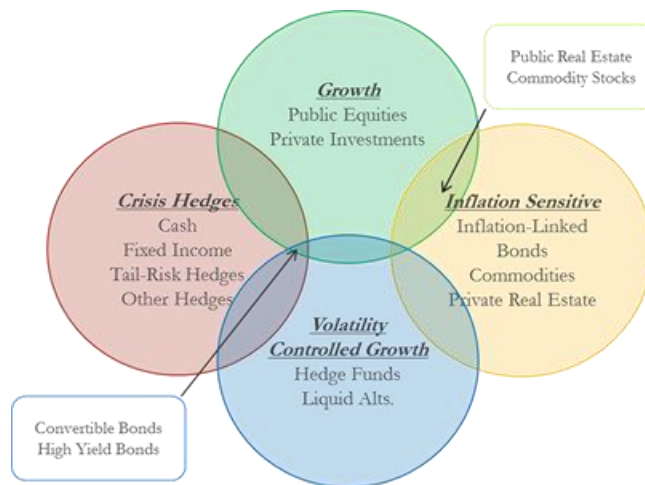 Public Real Estate
Commodity Stocks
Growth
Public Equities
Private Investments
Crisis Hedges
Cash
Fixed Income
Tail-Risk Hedges
Other Hedges
Inflation Sensitive
Inflation-Linked
Bonds
Commodities
Private Real Estate
Volatility
Controlled Growth
Hedge Funds
Liquid Alts.
Convertible Bonds
High Yield Bonds